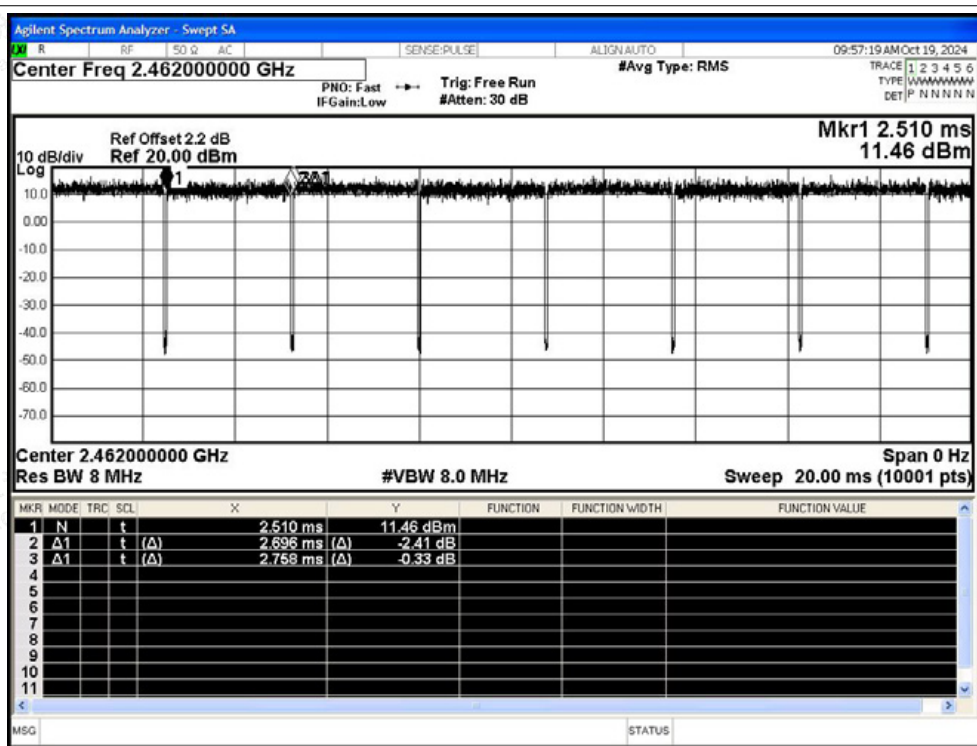 Agilent Spectrum Analyzer - Swept SA
R RF 50 Ω AC SENSE:PULSE ALIGN AUTO 09:57:19 AM Oct 19, 2024
Center Freq 2.462000000 GHz #Avg Type: RMS TRACE 1 2 3 4 5 6
PNO: Fast Trig: Free Run TYPE WWWWWW
IFGain:Low #Atten: 30 dB DET P N N N N N
Mkr1 2.510 ms
Ref Offset 2.2 dB
10 dB/div Ref 20.00 dBm 11.46 dBm
Log
1 2Δ1
10.0
0.00
-10.0
-20.0
-30.0
-40.0
-50.0
-60.0
-70.0
Center 2.462000000 GHz Span 0 Hz
Res BW 8 MHz #VBW 8.0 MHz Sweep 20.00 ms (10001 pts)
MKR MODE TRC SCL X Y FUNCTION FUNCTION WIDTH FUNCTION VALUE
1 N t 2.510 ms 11.46 dBm
2 Δ1 t (Δ) 2.696 ms (Δ) -2.41 dB
3 Δ1 t (Δ) 2.758 ms (Δ) -0.33 dB
4
5
6
7
8
9
10
11
MSG STATUS